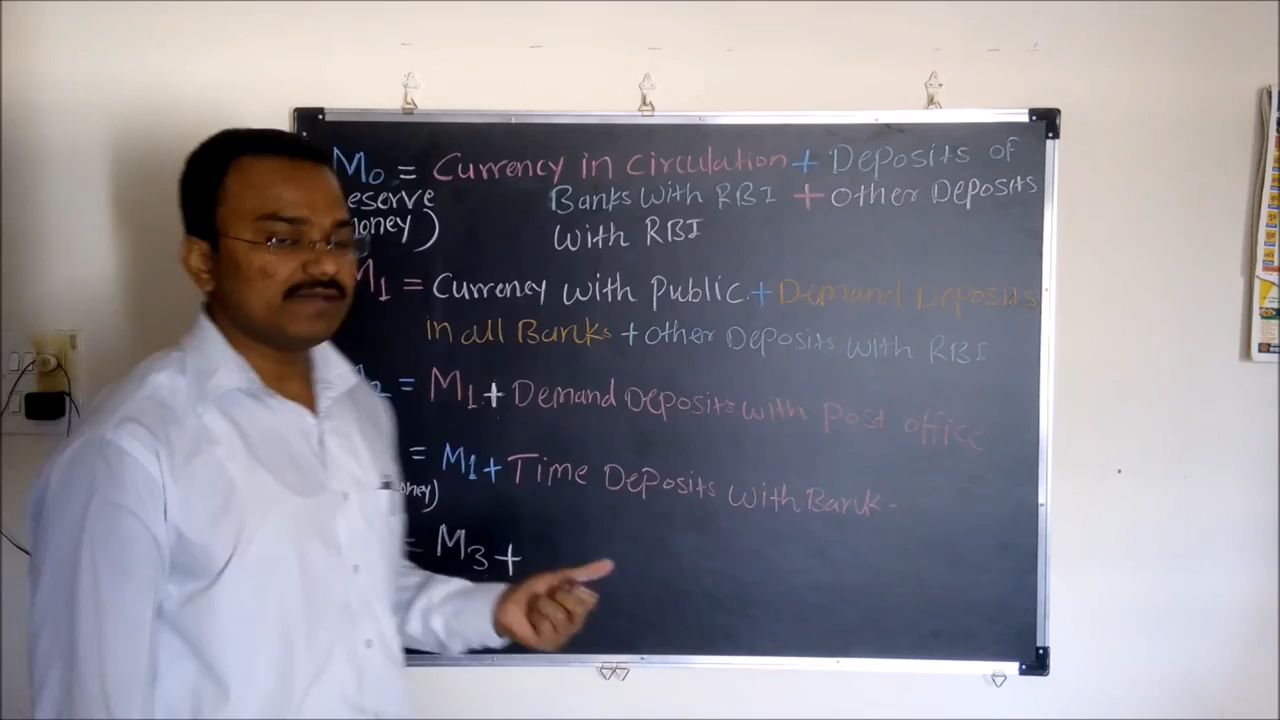 M0 = Currency in Circulation + Deposits of
eserve Banks with RBI + other Deposits
oney) with RBI
M1 = Currency with public + Demand Deposits
in all Banks + other Deposits with RBI
2 = M1 + Demand Deposits with post office
= M1 + Time Deposits with Bank -
oney)
= M3 +